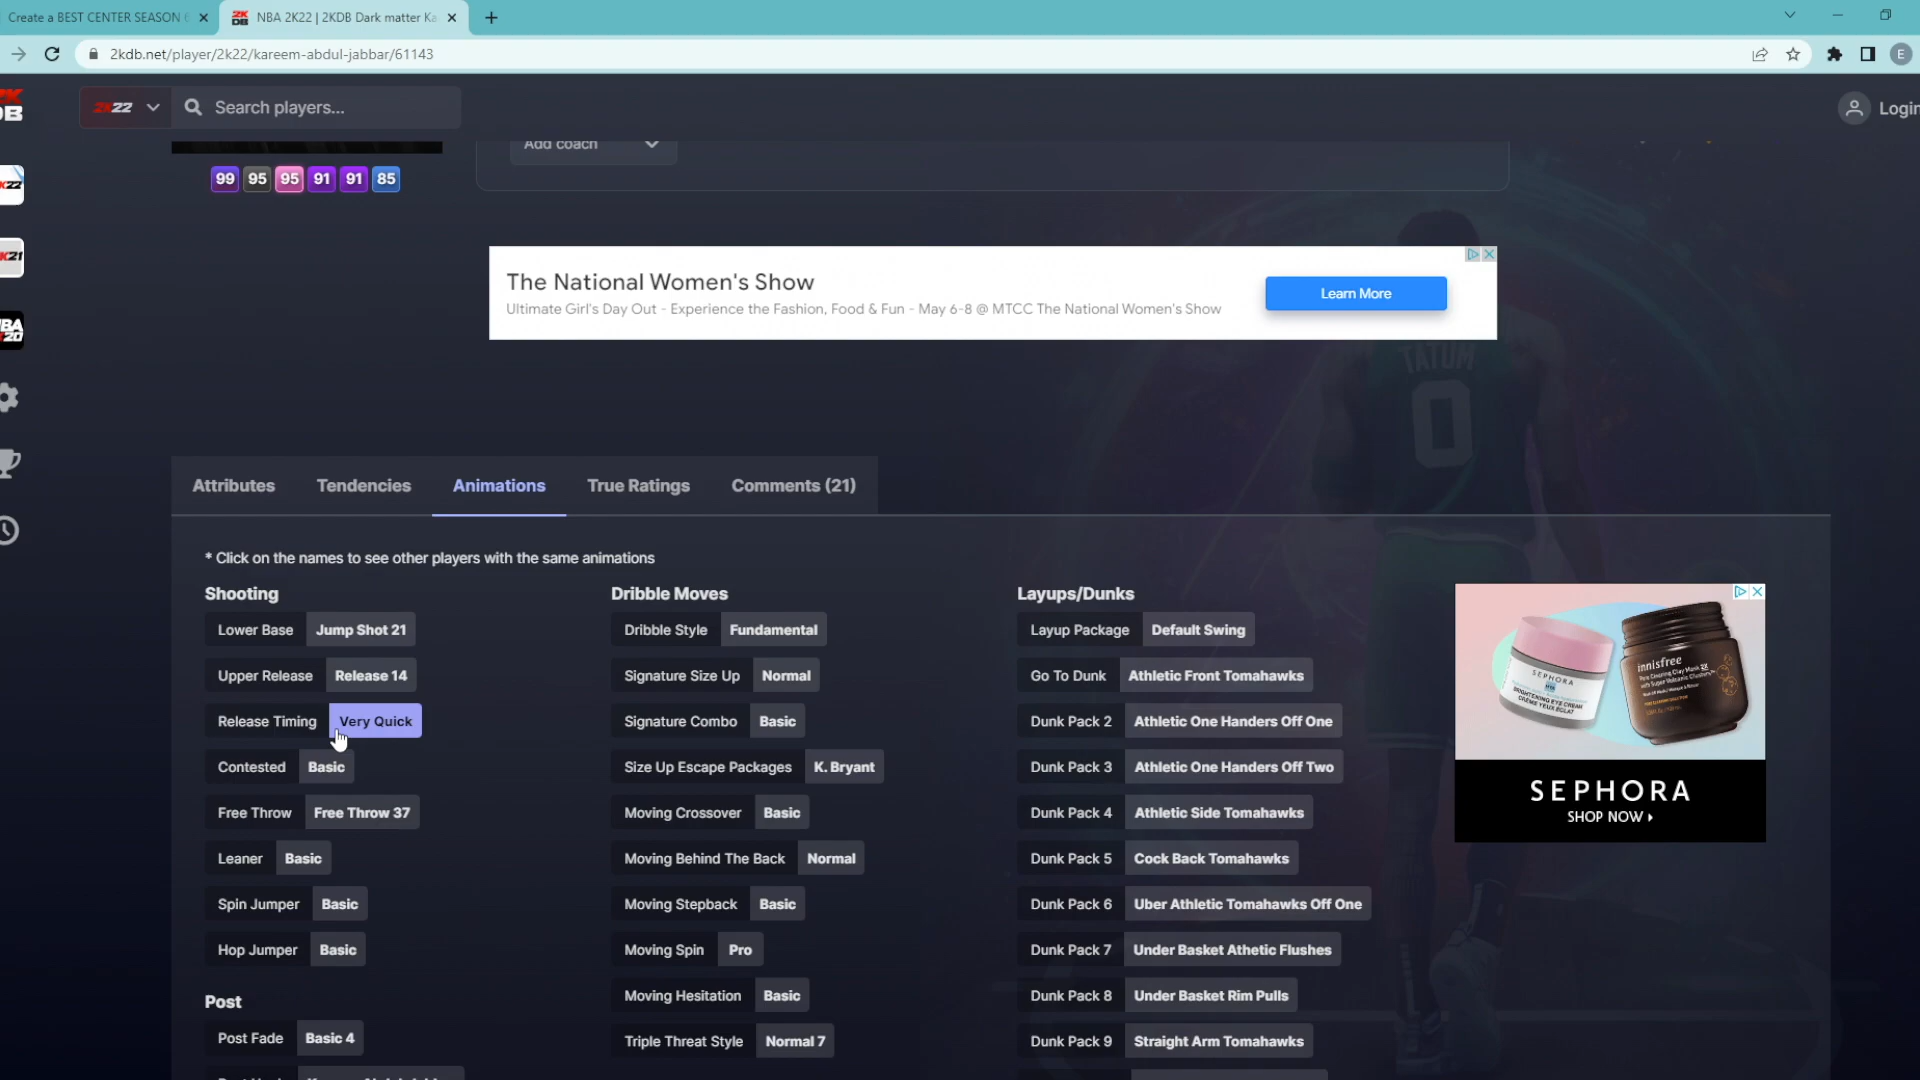 Create a BEST CENTER SEASON 6
NBA 2K22 | 2KDB Dark matter Ka
2kdb.net/player/2k22/kareem-abdul-jabbar/61143
E
2K
DB
2K22
Search players...
Login
Add coach
99 95 95 91 91 85
The National Women's Show
Ultimate Girl's Day Out - Experience the Fashion, Food & Fun - May 6-8 @ MTCC The National Women's Show
Learn More
TATUM
0
Attributes
Tendencies
Animations
True Ratings
Comments (21)
* Click on the names to see other players with the same animations
Shooting
Lower Base Jump Shot 21
Upper Release Release 14
Release Timing Very Quick
Contested Basic
Free Throw Free Throw 37
Leaner Basic
Spin Jumper Basic
Hop Jumper Basic
Post
Post Fade Basic 4
Dribble Moves
Dribble Style Fundamental
Signature Size Up Normal
Signature Combo Basic
Size Up Escape Packages K. Bryant
Moving Crossover Basic
Moving Behind The Back Normal
Moving Stepback Basic
Moving Spin Pro
Moving Hesitation Basic
Triple Threat Style Normal 7
Layups/Dunks
Layup Package Default Swing
Go To Dunk Athletic Front Tomahawks
Dunk Pack 2 Athletic One Handers Off One
Dunk Pack 3 Athletic One Handers Off Two
Dunk Pack 4 Athletic Side Tomahawks
Dunk Pack 5 Cock Back Tomahawks
Dunk Pack 6 Uber Athletic Tomahawks Off One
Dunk Pack 7 Under Basket Athetic Flushes
Dunk Pack 8 Under Basket Rim Pulls
Dunk Pack 9 Straight Arm Tomahawks
SEPHORA
innisfree
SEPHORA
SHOP NOW